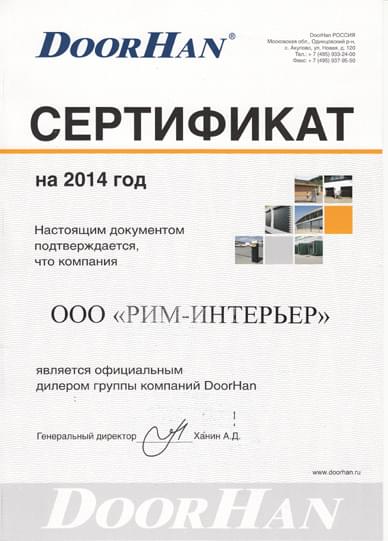 DOORHAN®
DoorHan РОССИЯ
Московская обл., Одинцовский р-н,
с. Акулово, ул. Новая, д. 120
Тел.: + 7 (495) 933-24-00
Факс: + 7 (495) 937-95-50
СЕРТИФИКАТ
на 2014 год
Настоящим документом
подтверждается,
что компания
ООО «РИМ-ИНТЕРЬЕР»
является официальным
дилером группы компаний DoorHan
Генеральный директор Ханин А.Д.
www.doorhan.ru
DOORHAN